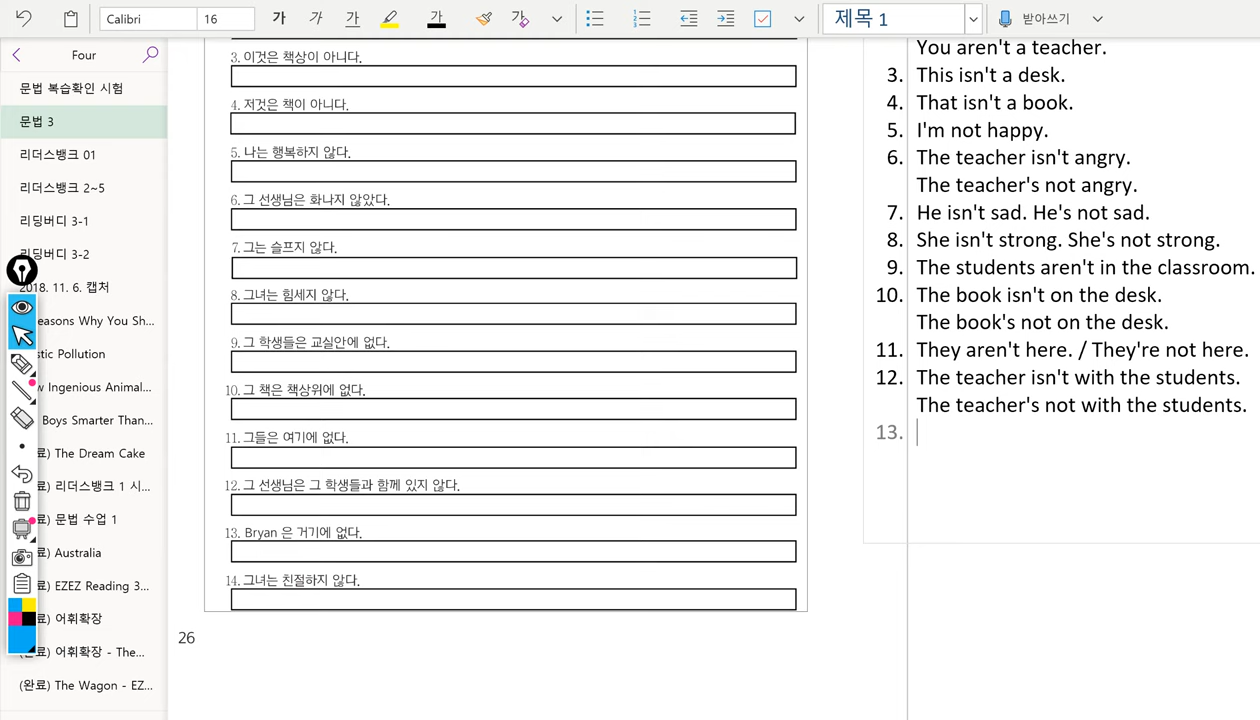 Calibri 16 가 가 가 가 가 제목 1 받아쓰기
Four
문법 복습확인 시험
문법 3
리더스뱅크 01
리더스뱅크 2~5
리딩버디 3-1
리딩버디 3-2
2018. 11. 6. 캡처
easons Why You Sh...
stic Pollution
w Ingenious Animal...
Boys Smarter Than...
료) The Dream Cake
료) 리더스뱅크 1 시...
료) 문법 수업 1
료) Australia
료) EZEZ Reading 3...
료) 어휘확장
(완료) 어휘확장 - The...
(완료) The Wagon - EZ...
3. 이것은 책상이 아니다.
4. 저것은 책이 아니다.
5. 나는 행복하지 않다.
6. 그 선생님은 화나지 않았다.
7. 그는 슬프지 않다.
8. 그녀는 힘세지 않다.
9. 그 학생들은 교실안에 없다.
10. 그 책은 책상위에 없다.
11. 그들은 여기에 없다.
12. 그 선생님은 그 학생들과 함께 있지 않다.
13. Bryan 은 거기에 없다.
14. 그녀는 친절하지 않다.
26
You aren't a teacher.
3. This isn't a desk.
4. That isn't a book.
5. I'm not happy.
6. The teacher isn't angry.
The teacher's not angry.
7. He isn't sad. He's not sad.
8. She isn't strong. She's not strong.
9. The students aren't in the classroom.
10. The book isn't on the desk.
The book's not on the desk.
11. They aren't here. / They're not here.
12. The teacher isn't with the students.
The teacher's not with the students.
13.